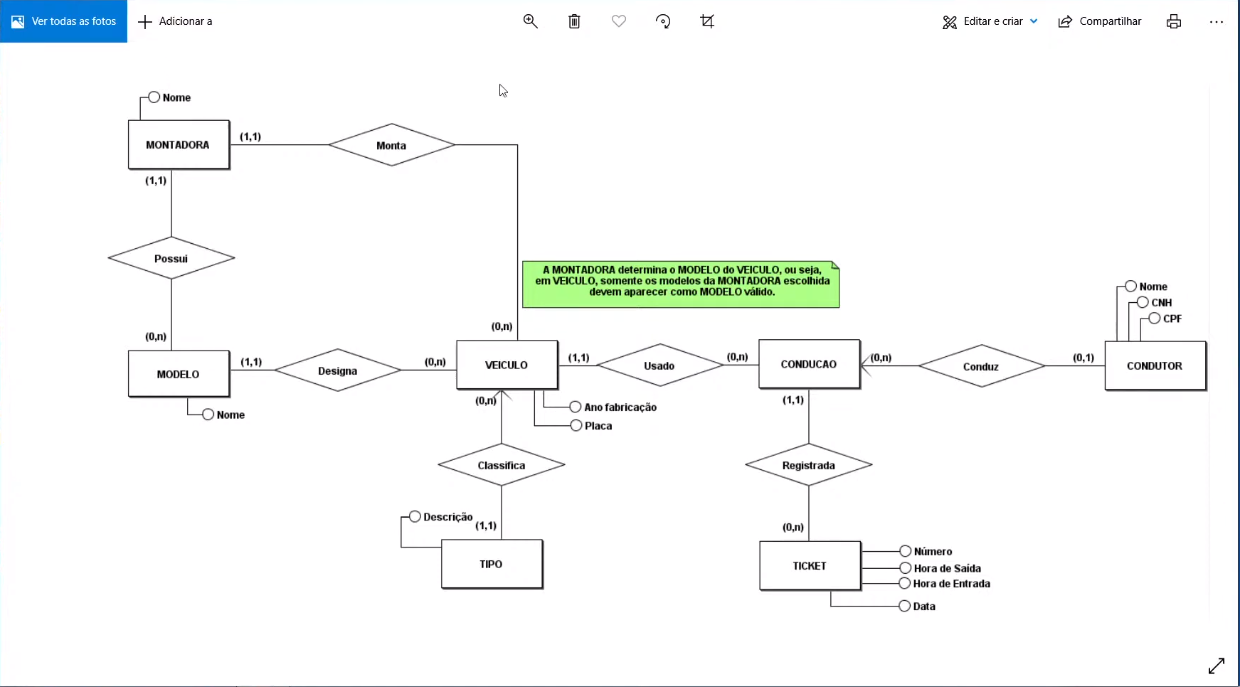 Ver todas as fotos
Adicionar a
Editar e criar
Compartilhar
Nome
MONTADORA
(1,1)
Monta
(1,1)
Possui
A MONTADORA determina o MODELO do VEICULO, ou seja,
em VEICULO, somente os modelos da MONTADORA escolhida
devem aparecer como MODELO válido.
Nome
CNH
CPF
(0,n)
(0,n)
MODELO
(1,1)
Designa
(0,n)
VEICULO
(1,1)
Usado
(0,n)
CONDUCAO
(0,n)
Conduz
(0,1)
CONDUTOR
Nome
(0,n)
Ano fabricação
Placa
(1,1)
Classifica
Registrada
Descrição
(1,1)
TIPO
(0,n)
TICKET
Número
Hora de Saída
Hora de Entrada
Data